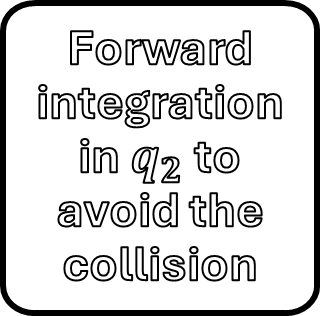 Forward
integration
in q₂ to
avoid the
collision